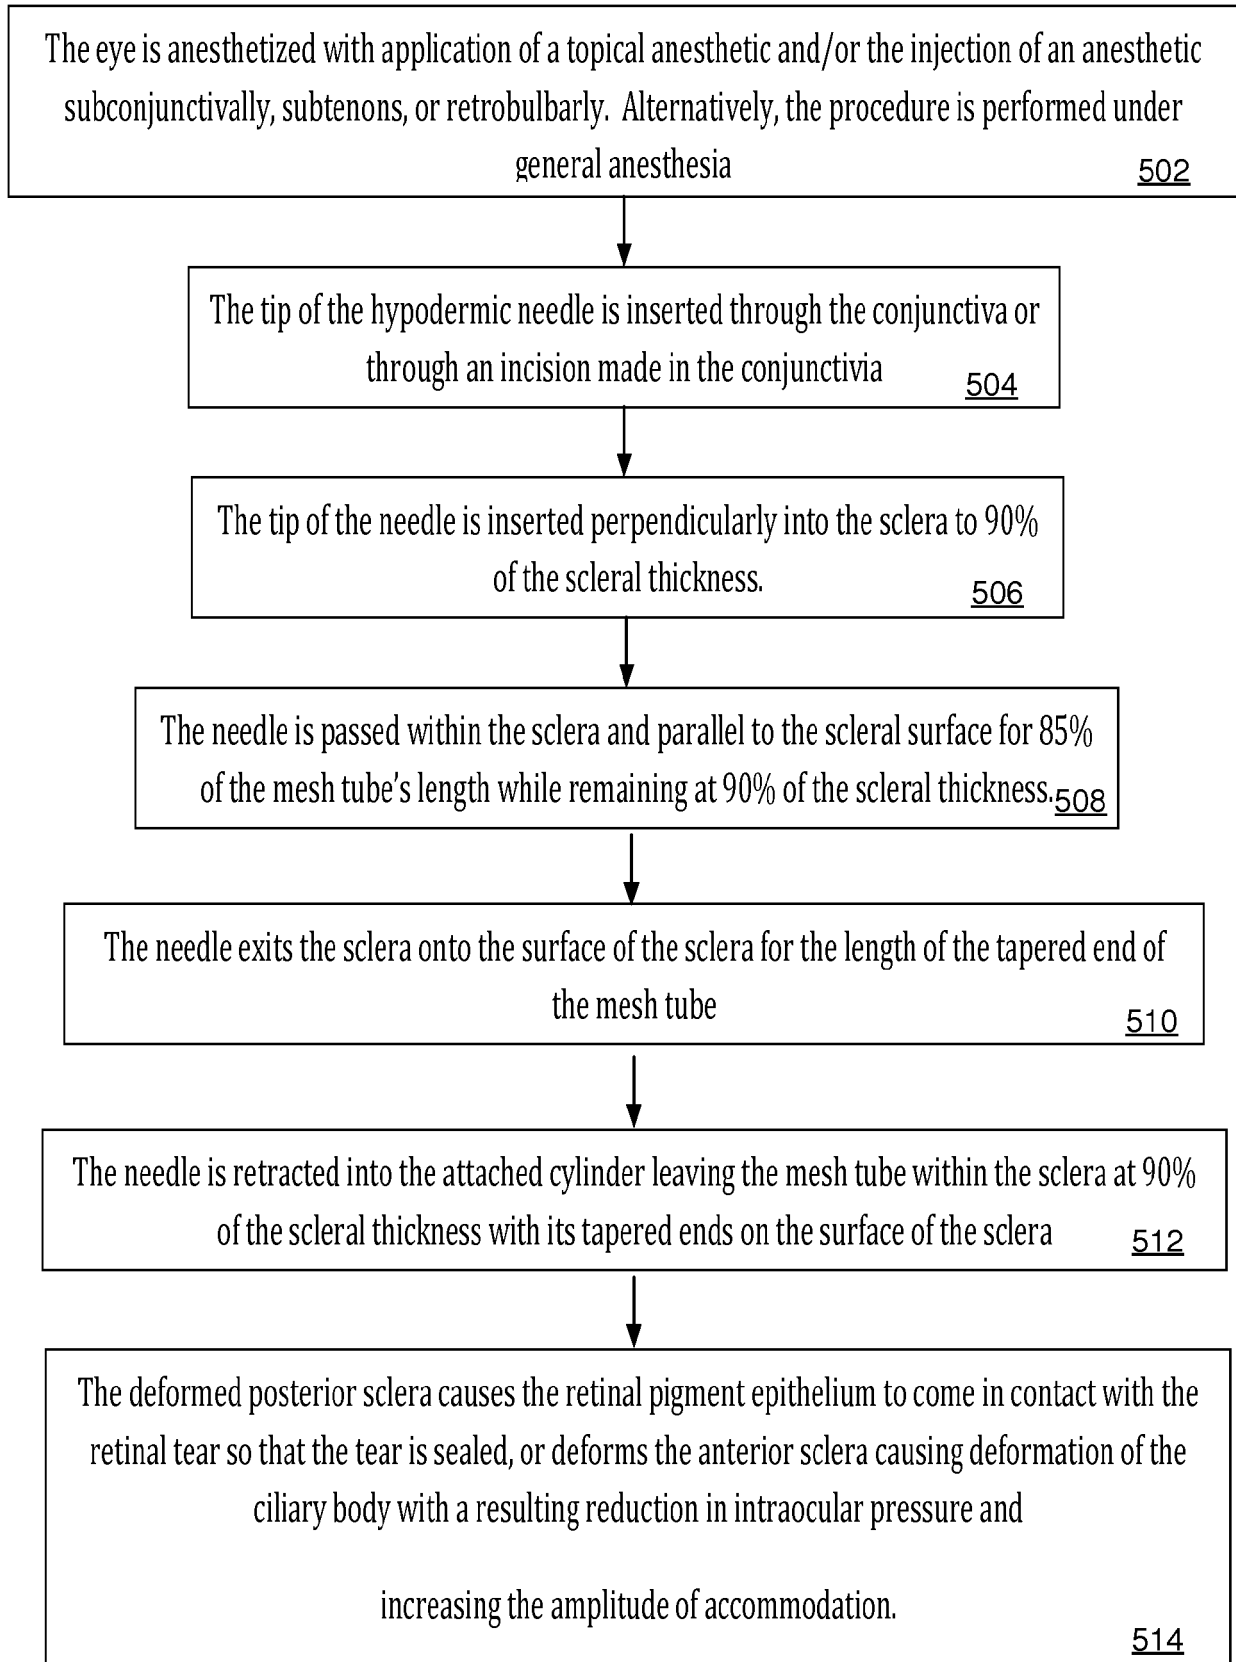 The eye is anesthetized with application of a topical anesthetic and/or the injection of an anesthetic
subconjunctivally, subtenons, or retrobulbarly. Alternatively, the procedure is performed under
general anesthesia
502
The tip of the hypodermic needle is inserted through the conjunctiva or
through an incision made in the conjunctivia
504
The tip of the needle is inserted perpendicularly into the sclera to 90%
of the scleral thickness.
506
The needle is passed within the sclera and parallel to the scleral surface for 85%
of the mesh tube's length while remaining at 90% of the scleral thickness.
508
The needle exits the sclera onto the surface of the sclera for the length of the tapered end of
the mesh tube
510
The needle is retracted into the attached cylinder leaving the mesh tube within the sclera at 90%
of the scleral thickness with its tapered ends on the surface of the sclera
512
The deformed posterior sclera causes the retinal pigment epithelium to come in contact with the
retinal tear so that the tear is sealed, or deforms the anterior sclera causing deformation of the
ciliary body with a resulting reduction in intraocular pressure and
increasing the amplitude of accommodation.
514